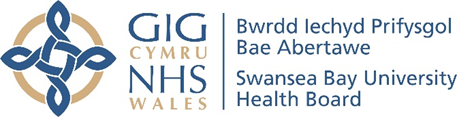 GIG
CYMRU
NHS
WALES
Bwrdd Iechyd Prifysgol
Bae Abertawe
Swansea Bay University
Health Board